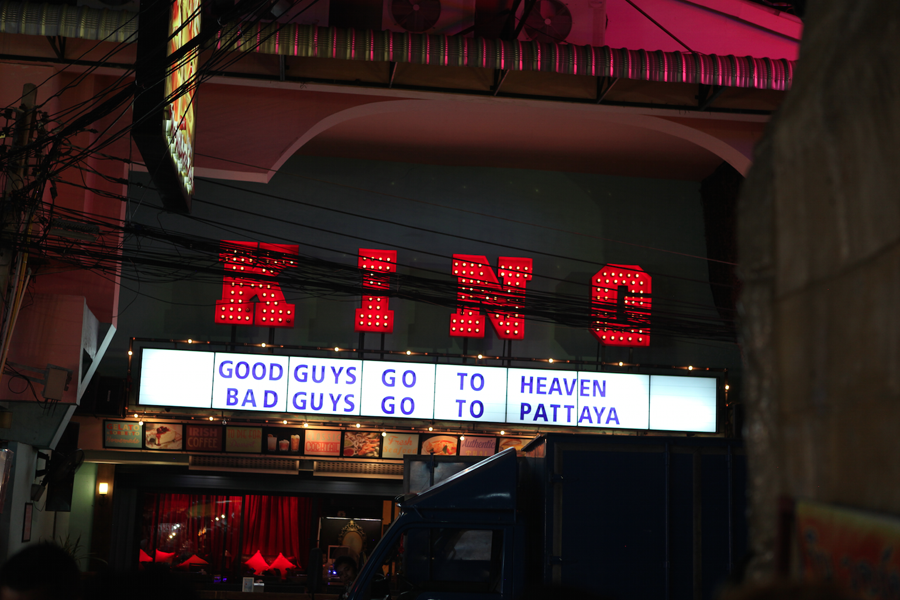 KING
GOOD GUYS GO TO HEAVEN
BAD GUYS GO TO PATTAYA